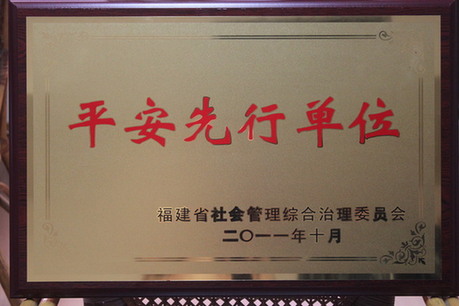 平安先行单位
福建省社会管理综合治理委员会
二〇一一年十月